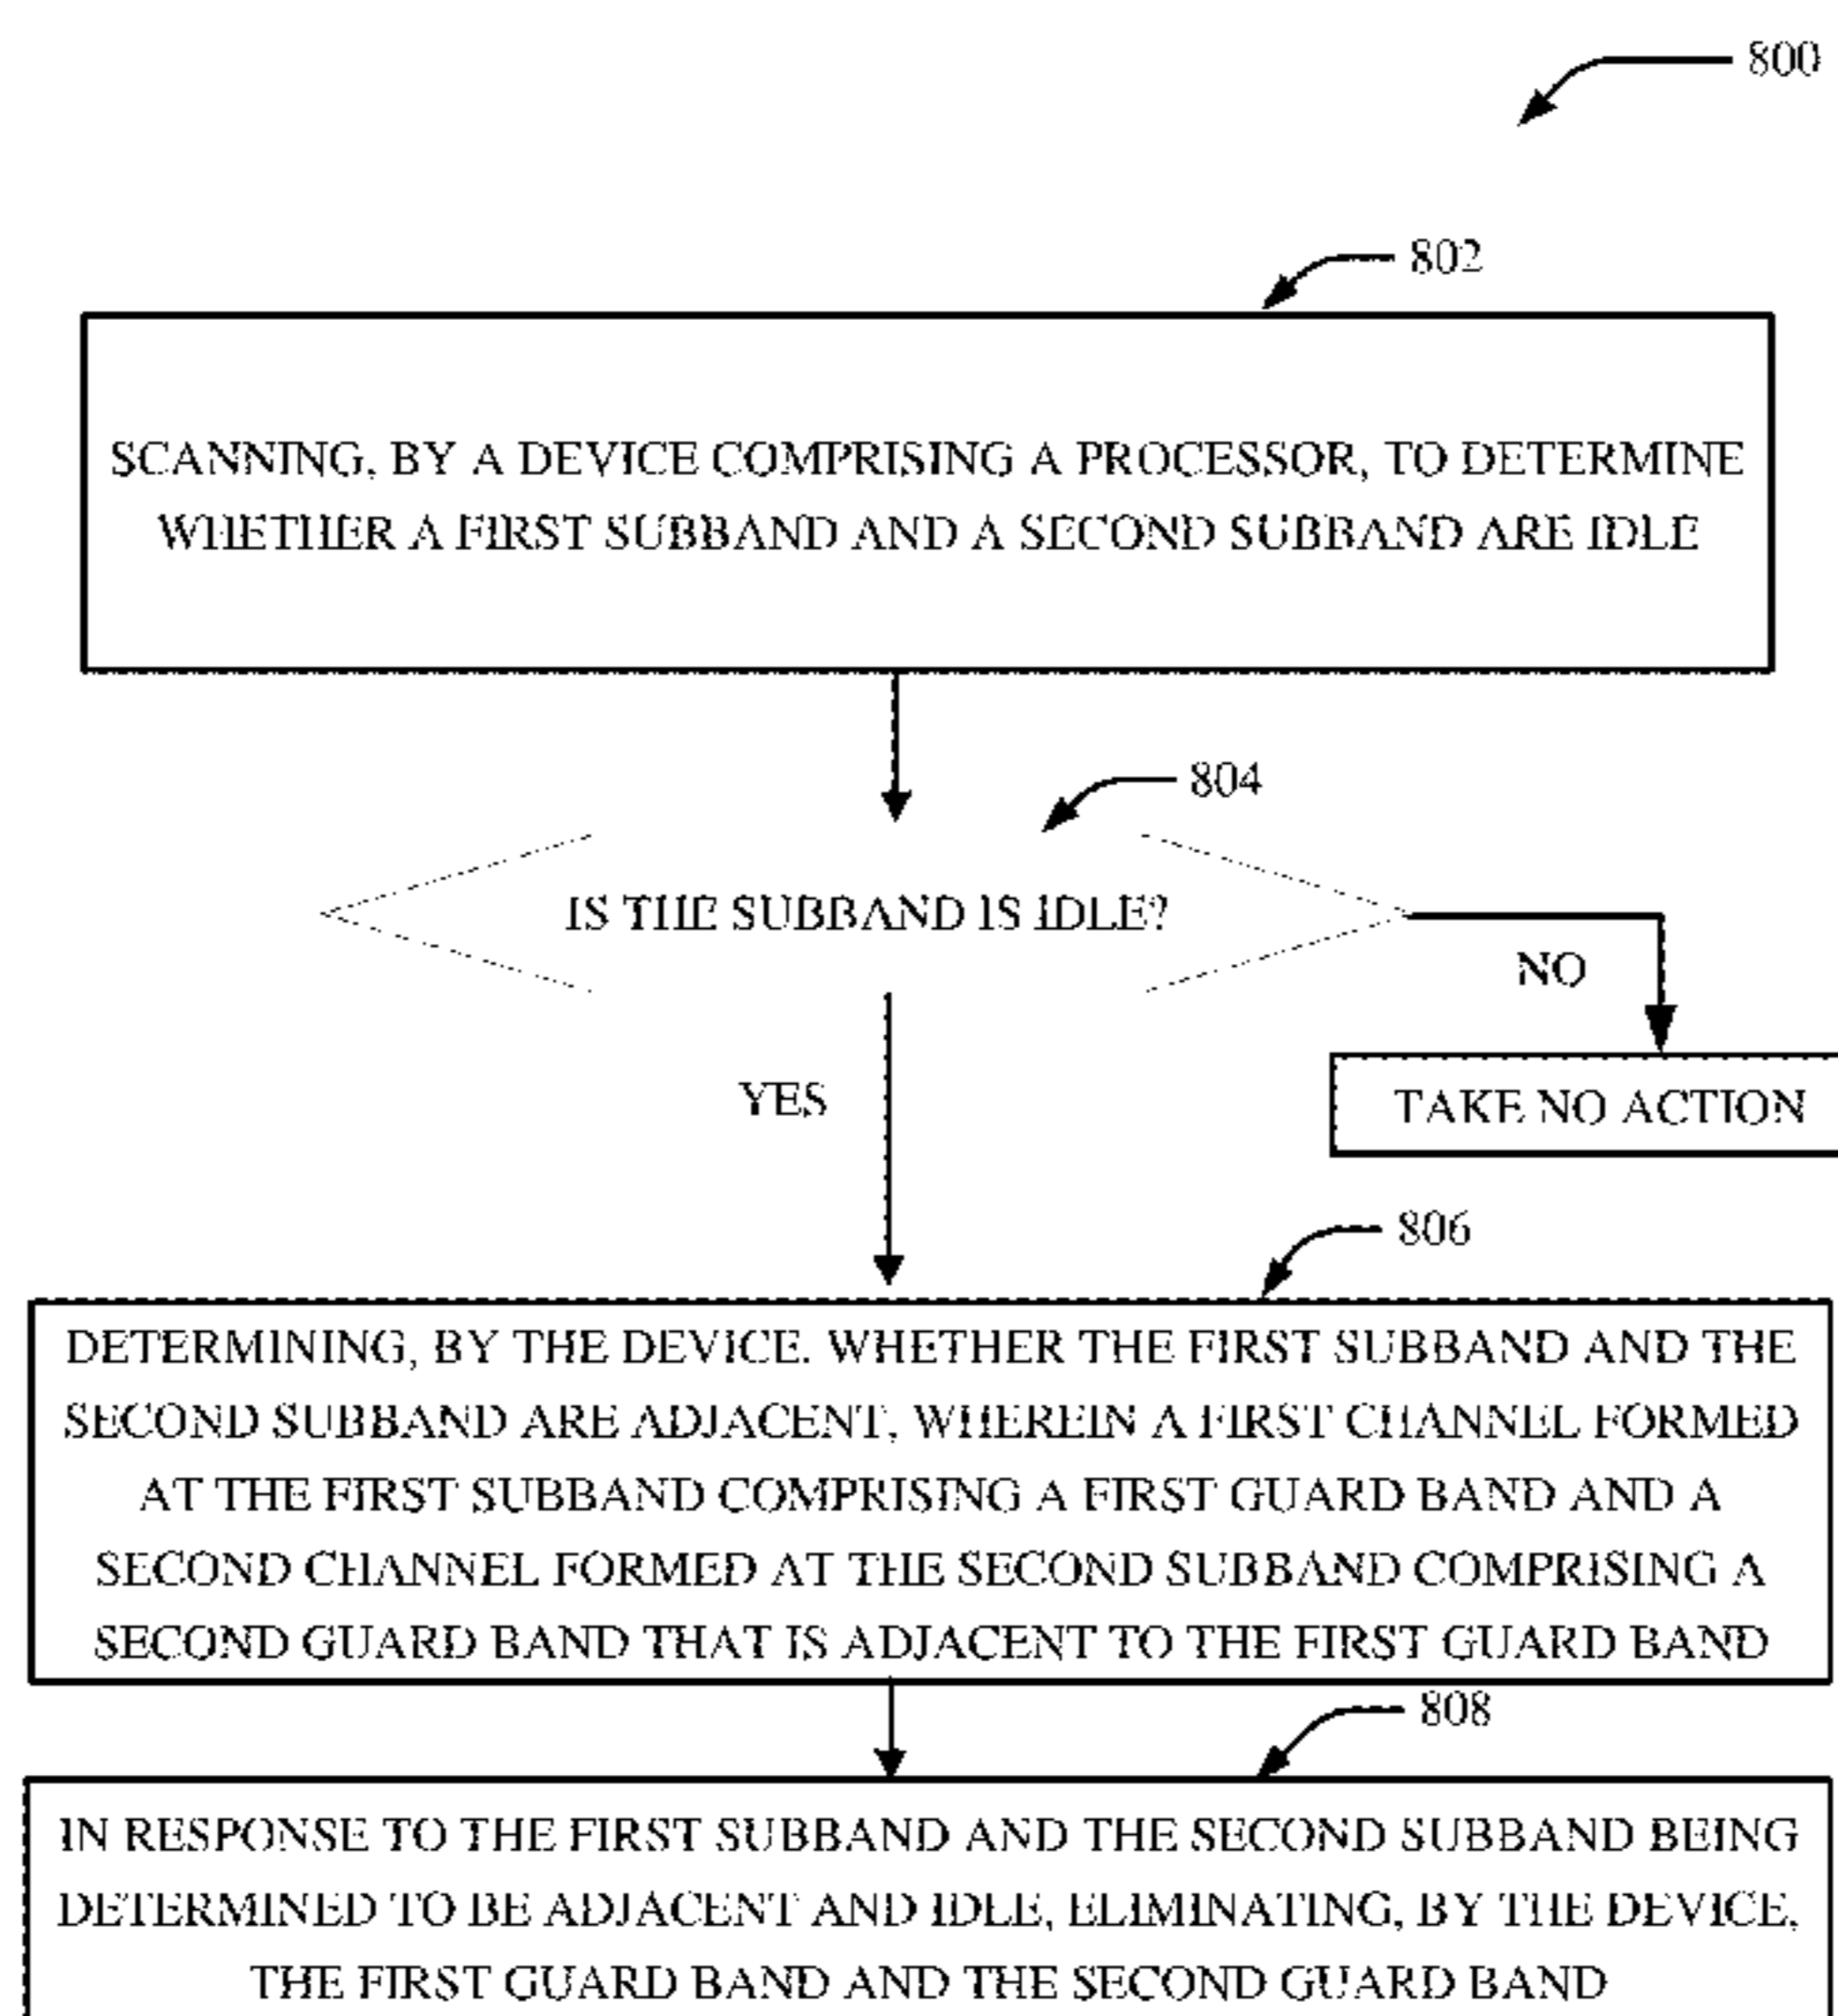 800
802
SCANNING, BY A DEVICE COMPRISING A PROCESSOR, TO DETERMINE
WHETHER A FIRST SUBBAND AND A SECOND SUBBAND ARE IDLE
804
IS THE SUBBAND IS IDLE?
NO
YES
TAKE NO ACTION
806
DETERMINING, BY THE DEVICE. WHETHER THE FIRST SUBBAND AND THE
SECOND SUBBAND ARE ADJACENT, WHEREIN A FIRST CHANNEL FORMED
AT THE FIRST SUBBAND COMPRISING A FIRST GUARD BAND AND A
SECOND CHANNEL FORMED AT THE SECOND SUBBAND COMPRISING A
SECOND GUARD BAND THAT IS ADJACENT TO THE FIRST GUARD BAND
808
IN RESPONSE TO THE FIRST SUBBAND AND THE SECOND SUBBAND BEING
DETERMINED TO BE ADJACENT AND IDLE, ELIMINATING, BY THE DEVICE,
THE FIRST GUARD BAND AND THE SECOND GUARD BAND